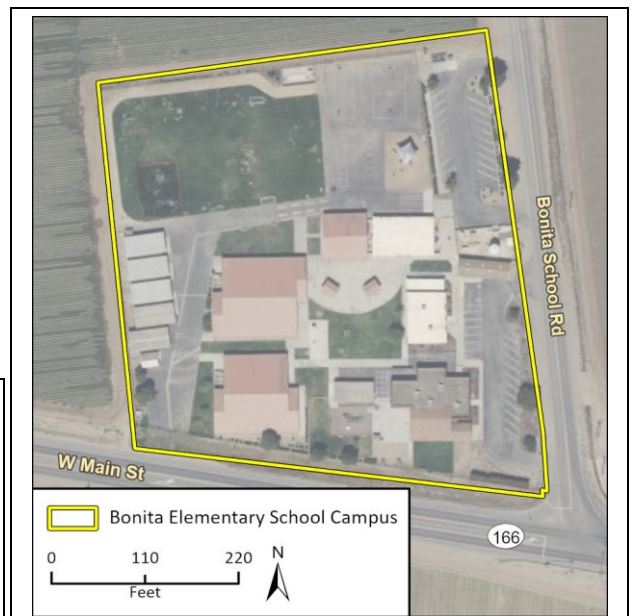 Bonita School Rd
W Main St
166
Bonita Elementary School Campus
0 110 220
Feet
N